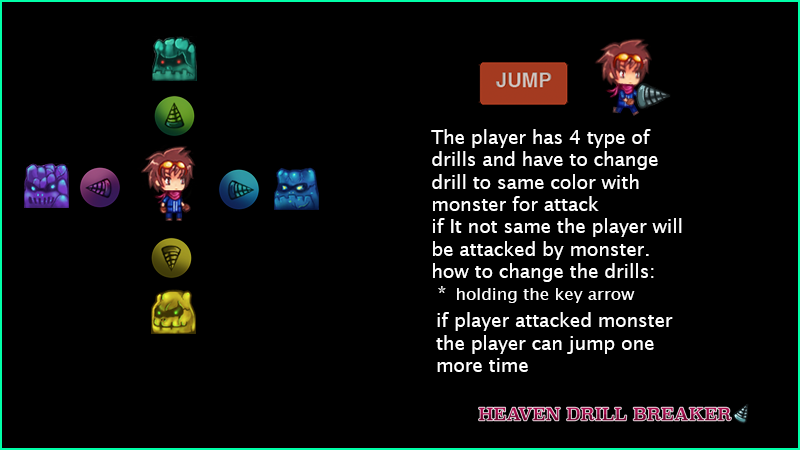 JUMP
The player has 4 type of
drills and have to change
drill to same color with
monster for attack
if It not same the player will
be attacked by monster.
how to change the drills:
* holding the key arrow
if player attacked monster
the player can jump one
more time
HEAVEN DRILL BREAKER